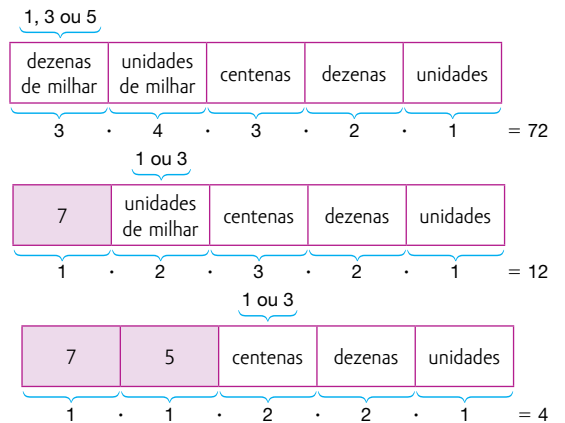 1, 3 ou 5
dezenas de milhar unidades de milhar centenas dezenas unidades
3 · 4 · 3 · 2 · 1 = 72
1 ou 3
7 unidades de milhar centenas dezenas unidades
1 · 2 · 3 · 2 · 1 = 12
1 ou 3
7 5 centenas dezenas unidades
1 · 1 · 2 · 2 · 1 = 4